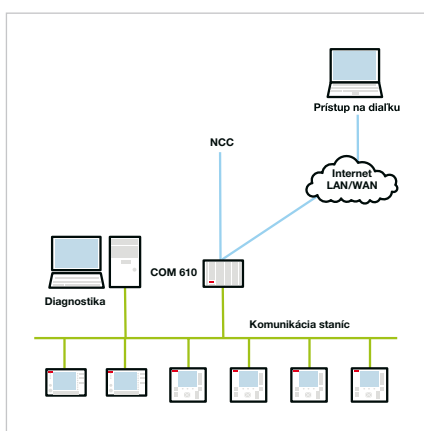 Prístup na diaľku
NCC
Internet
LAN/WAN
COM 610
Diagnostika
Komunikácia staníc